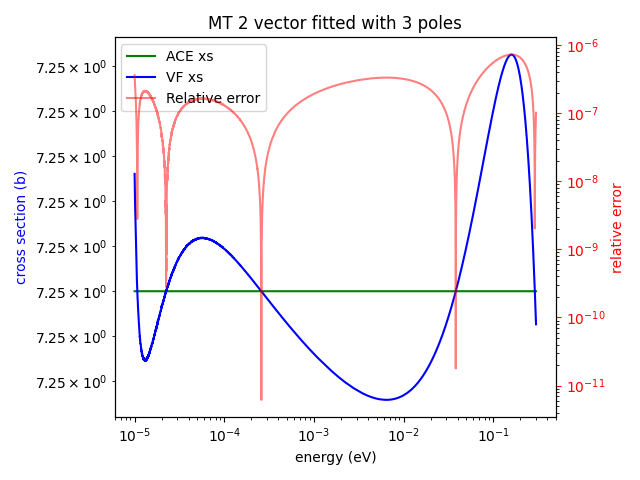 MT 2 vector fitted with 3 poles
ACE xs
VF xs
Relative error
7.25 × 10⁰
7.25 × 10⁰
7.25 × 10⁰
7.25 × 10⁰
7.25 × 10⁰
7.25 × 10⁰
7.25 × 10⁰
7.25 × 10⁰
cross section (b)
10⁻⁶
10⁻⁷
10⁻⁸
10⁻⁹
10⁻¹⁰
10⁻¹¹
relative error
10⁻⁵ 10⁻⁴ 10⁻³ 10⁻² 10⁻¹
energy (eV)